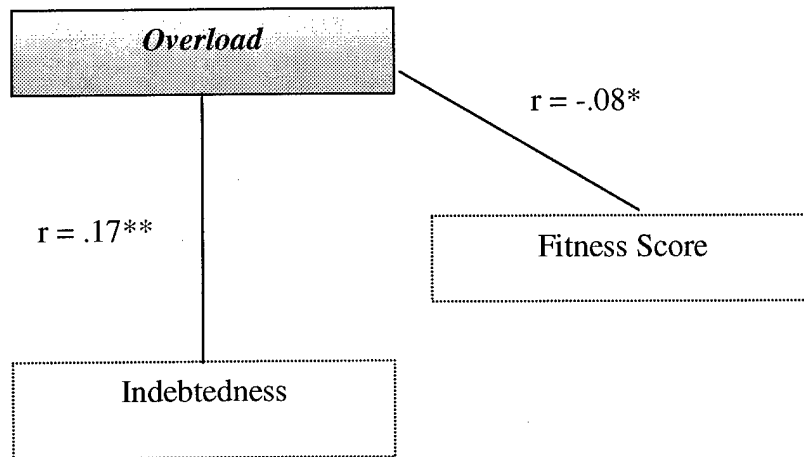 Overload
r = -.08*
r = .17**
Fitness Score
Indebtedness